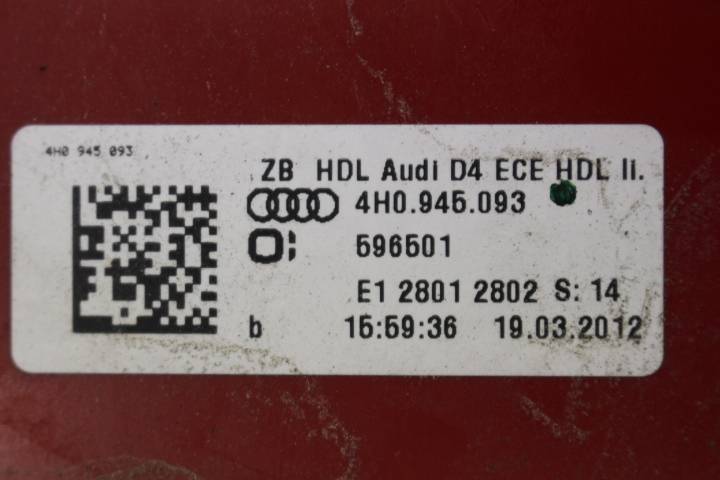 4H0 945 093
ZB HDL Audi D4 ECE HDL li.
4H0.945.093
596501
E1 2801 2802 S: 14
b 15:59:36 19.03.2012